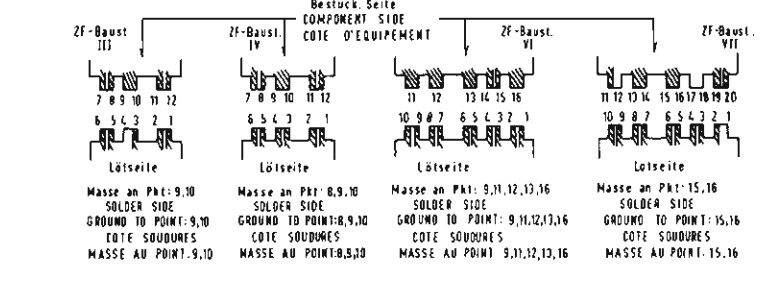 Bestück. Seite
COMPONENT SIDE
COTE D'EQUIPEMENT
ZF-Baust
III
7 8 9 10 11 12
6 5 4 3 2 1
Lötseite
Masse an Pkt: 9,10
SOLDER SIDE
GROUND TO POINT: 9,10
COTE SOUDURES
MASSE AU POINT: 9,10
ZF-Baust.
IV
7 8 9 10 11 12
6 5 4 3 2 1
Lötseite
Masse an Pkt: 8,9,10
SOLDER SIDE
GROUND TO POINT: 8,9,10
COTE SOUDURES
MASSE AU POINT: 8,9,10
ZF-Baust.
VI
11 12 13 14 15 16
10 9 8 7 6 5 4 3 2 1
Lötseite
Masse an Pkt: 9,11,12,13,16
SOLDER SIDE
GROUND TO POINT: 9,11,12,13,16
COTE SOUDURES
MASSE AU POINT 9,11,12,13,16
ZF-Baust.
VII
11 12 13 14 15 16 17 18 19 20
10 9 8 7 6 5 4 3 2 1
Lotseite
Masse an Pkt: 15,16
SOLDER SIDE
GROUND TO POINT: 15,16
COTE SOUDURES
MASSE AU POINT: 15.16